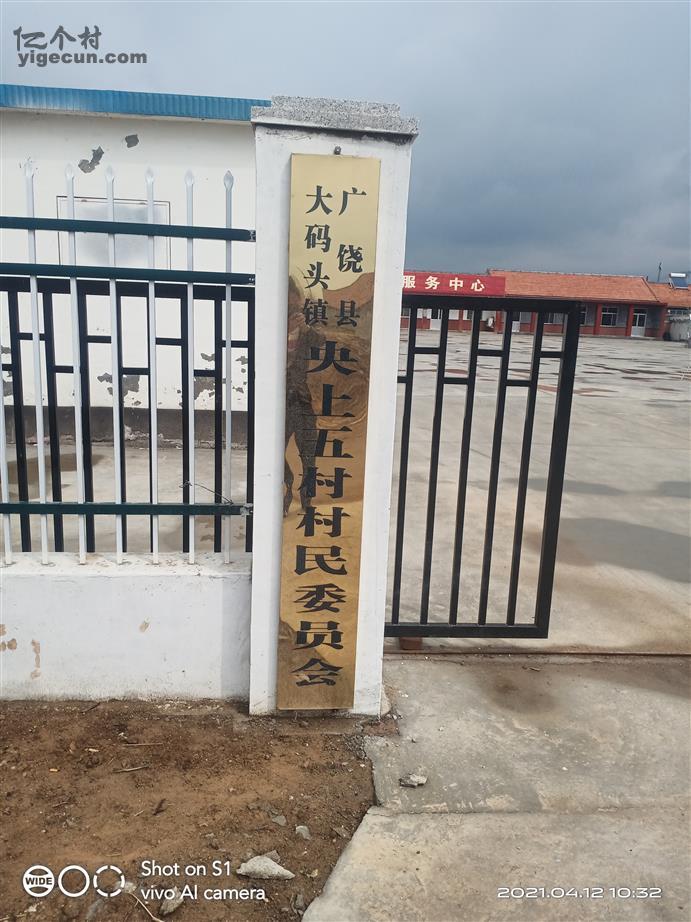 亿个村
yigecun.com
广饶县
大码头镇
央上五村村民委员会
服务中心
WIDE
Shot on S1
vivo AI camera
2021.04.12 10:32